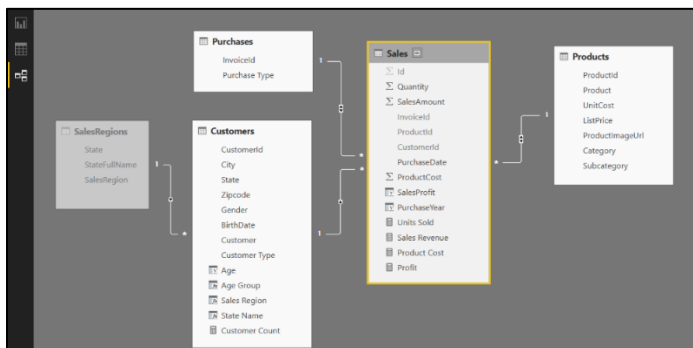 Purchases
InvoiceId
Purchase Type
1
*
Sales
Id
Quantity
SalesAmount
InvoiceId
ProductId
CustomerId
PurchaseDate
ProductCost
SalesProfit
PurchaseYear
Units Sold
Sales Revenue
Product Cost
Profit
Products
ProductId
Product
UnitCost
ListPrice
ProductImageUrl
Category
Subcategory
1
*
SalesRegions
State
StateFullName
SalesRegion
1
*
Customers
CustomerId
City
State
Zipcode
Gender
BirthDate
Customer
Customer Type
Age
Age Group
Sales Region
State Name
Customer Count
1
*